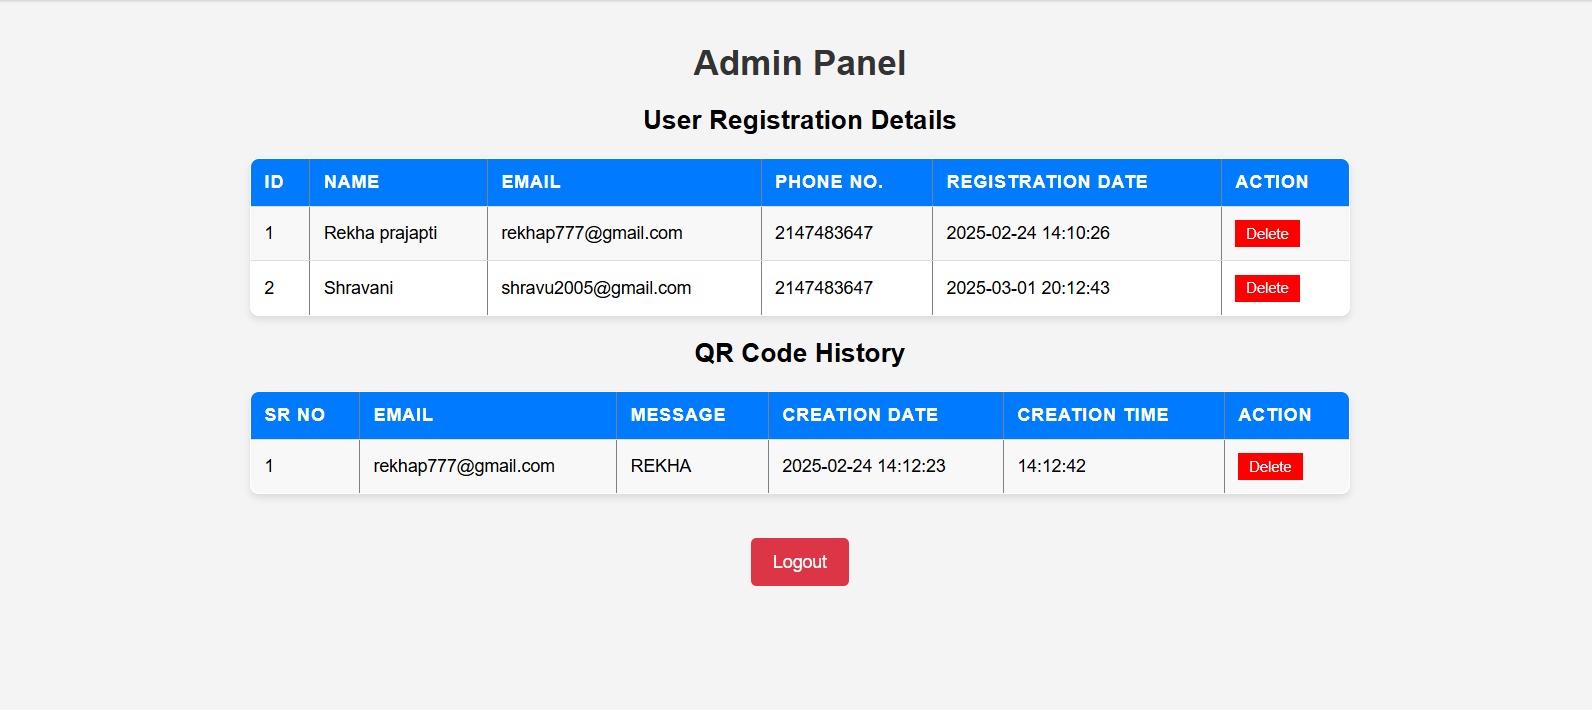 Admin Panel
User Registration Details
ID NAME EMAIL PHONE NO. REGISTRATION DATE ACTION
1 Rekha prajapti rekhap777@gmail.com 2147483647 2025-02-24 14:10:26 Delete
2 Shravani shravu2005@gmail.com 2147483647 2025-03-01 20:12:43 Delete
QR Code History
SR NO EMAIL MESSAGE CREATION DATE CREATION TIME ACTION
1 rekhap777@gmail.com REKHA 2025-02-24 14:12:23 14:12:42 Delete
Logout